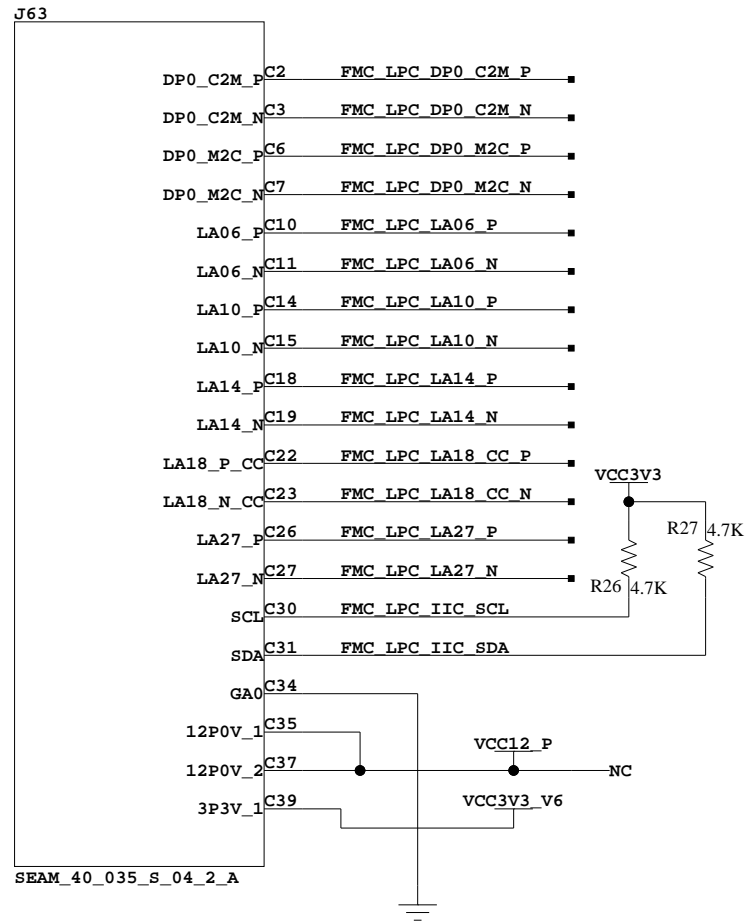 J63
DP0_C2M_P C2 FMC_LPC_DP0_C2M_P
DP0_C2M_N C3 FMC_LPC_DP0_C2M_N
DP0_M2C_P C6 FMC_LPC_DP0_M2C_P
DP0_M2C_N C7 FMC_LPC_DP0_M2C_N
LA06_P C10 FMC_LPC_LA06_P
LA06_N C11 FMC_LPC_LA06_N
LA10_P C14 FMC_LPC_LA10_P
LA10_N C15 FMC_LPC_LA10_N
LA14_P C18 FMC_LPC_LA14_P
LA14_N C19 FMC_LPC_LA14_N
LA18_P_CC C22 FMC_LPC_LA18_CC_P
VCC3V3
LA18_N_CC C23 FMC_LPC_LA18_CC_N
R27 4.7K
LA27_P C26 FMC_LPC_LA27_P
LA27_N C27 FMC_LPC_LA27_N
R26 4.7K
SCL C30 FMC_LPC_IIC_SCL
SDA C31 FMC_LPC_IIC_SDA
GA0 C34
12P0V_1 C35
VCC12_P
12P0V_2 C37 NC
3P3V_1 C39 VCC3V3_V6
SEAM_40_035_S_04_2_A